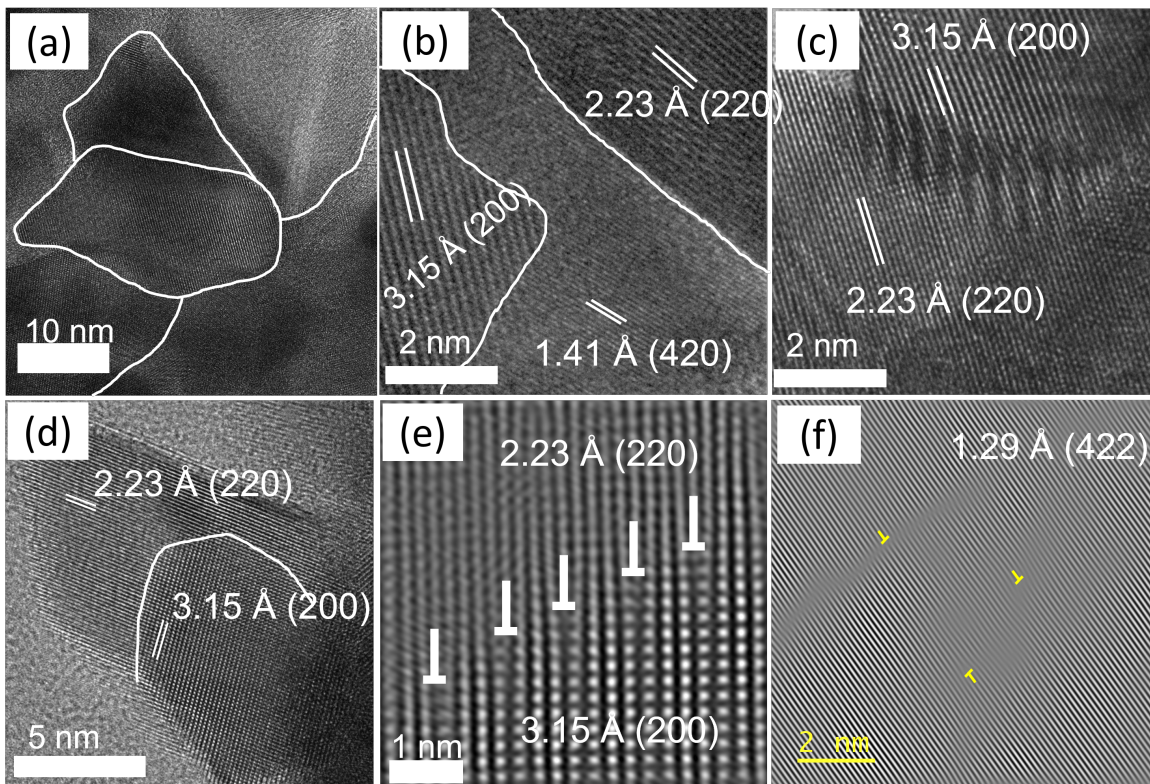 (a)
10 nm
(b)
2.23 Å (220)
3.15 Å (200)
2 nm
1.41 Å (420)
(c)
3.15 Å (200)
2.23 Å (220)
2 nm
(d)
2.23 Å (220)
3.15 Å (200)
5 nm
(e)
2.23 Å (220)
3.15 Å (200)
1 nm
(f)
1.29 Å (422)
2 nm